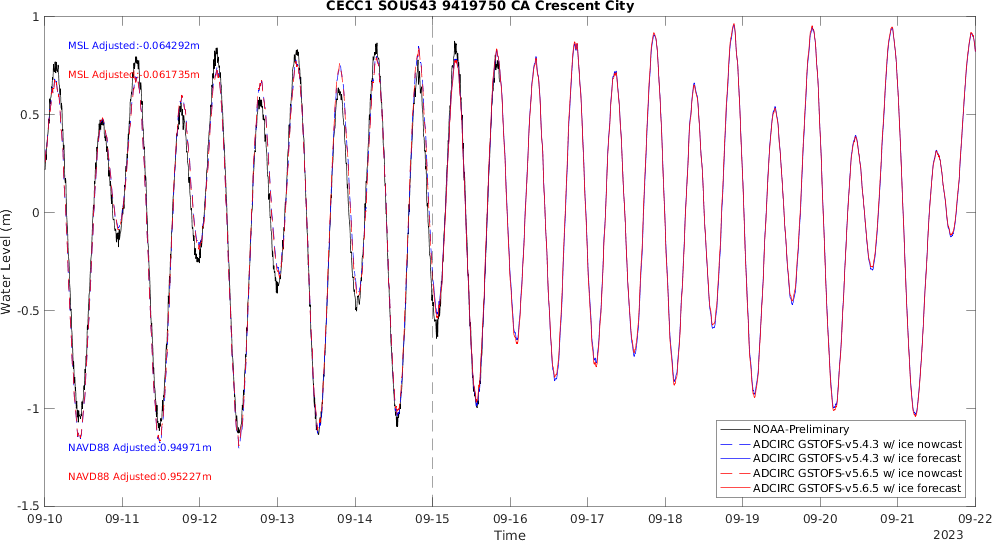 CECC1 SOUS43 9419750 CA Crescent City
MSL Adjusted:-0.064292m
MSL Adjusted:-0.061735m
NAVD88 Adjusted:0.94971m
NAVD88 Adjusted:0.95227m
Water Level (m)
1
0.5
0
-0.5
-1
-1.5
NOAA-Preliminary
ADCIRC GSTOFS-v5.4.3 w/ ice nowcast
ADCIRC GSTOFS-v5.4.3 w/ ice forecast
ADCIRC GSTOFS-v5.6.5 w/ ice nowcast
ADCIRC GSTOFS-v5.6.5 w/ ice forecast
09-10 09-11 09-12 09-13 09-14 09-15 09-16 09-17 09-18 09-19 09-20 09-21 09-22
Time
2023